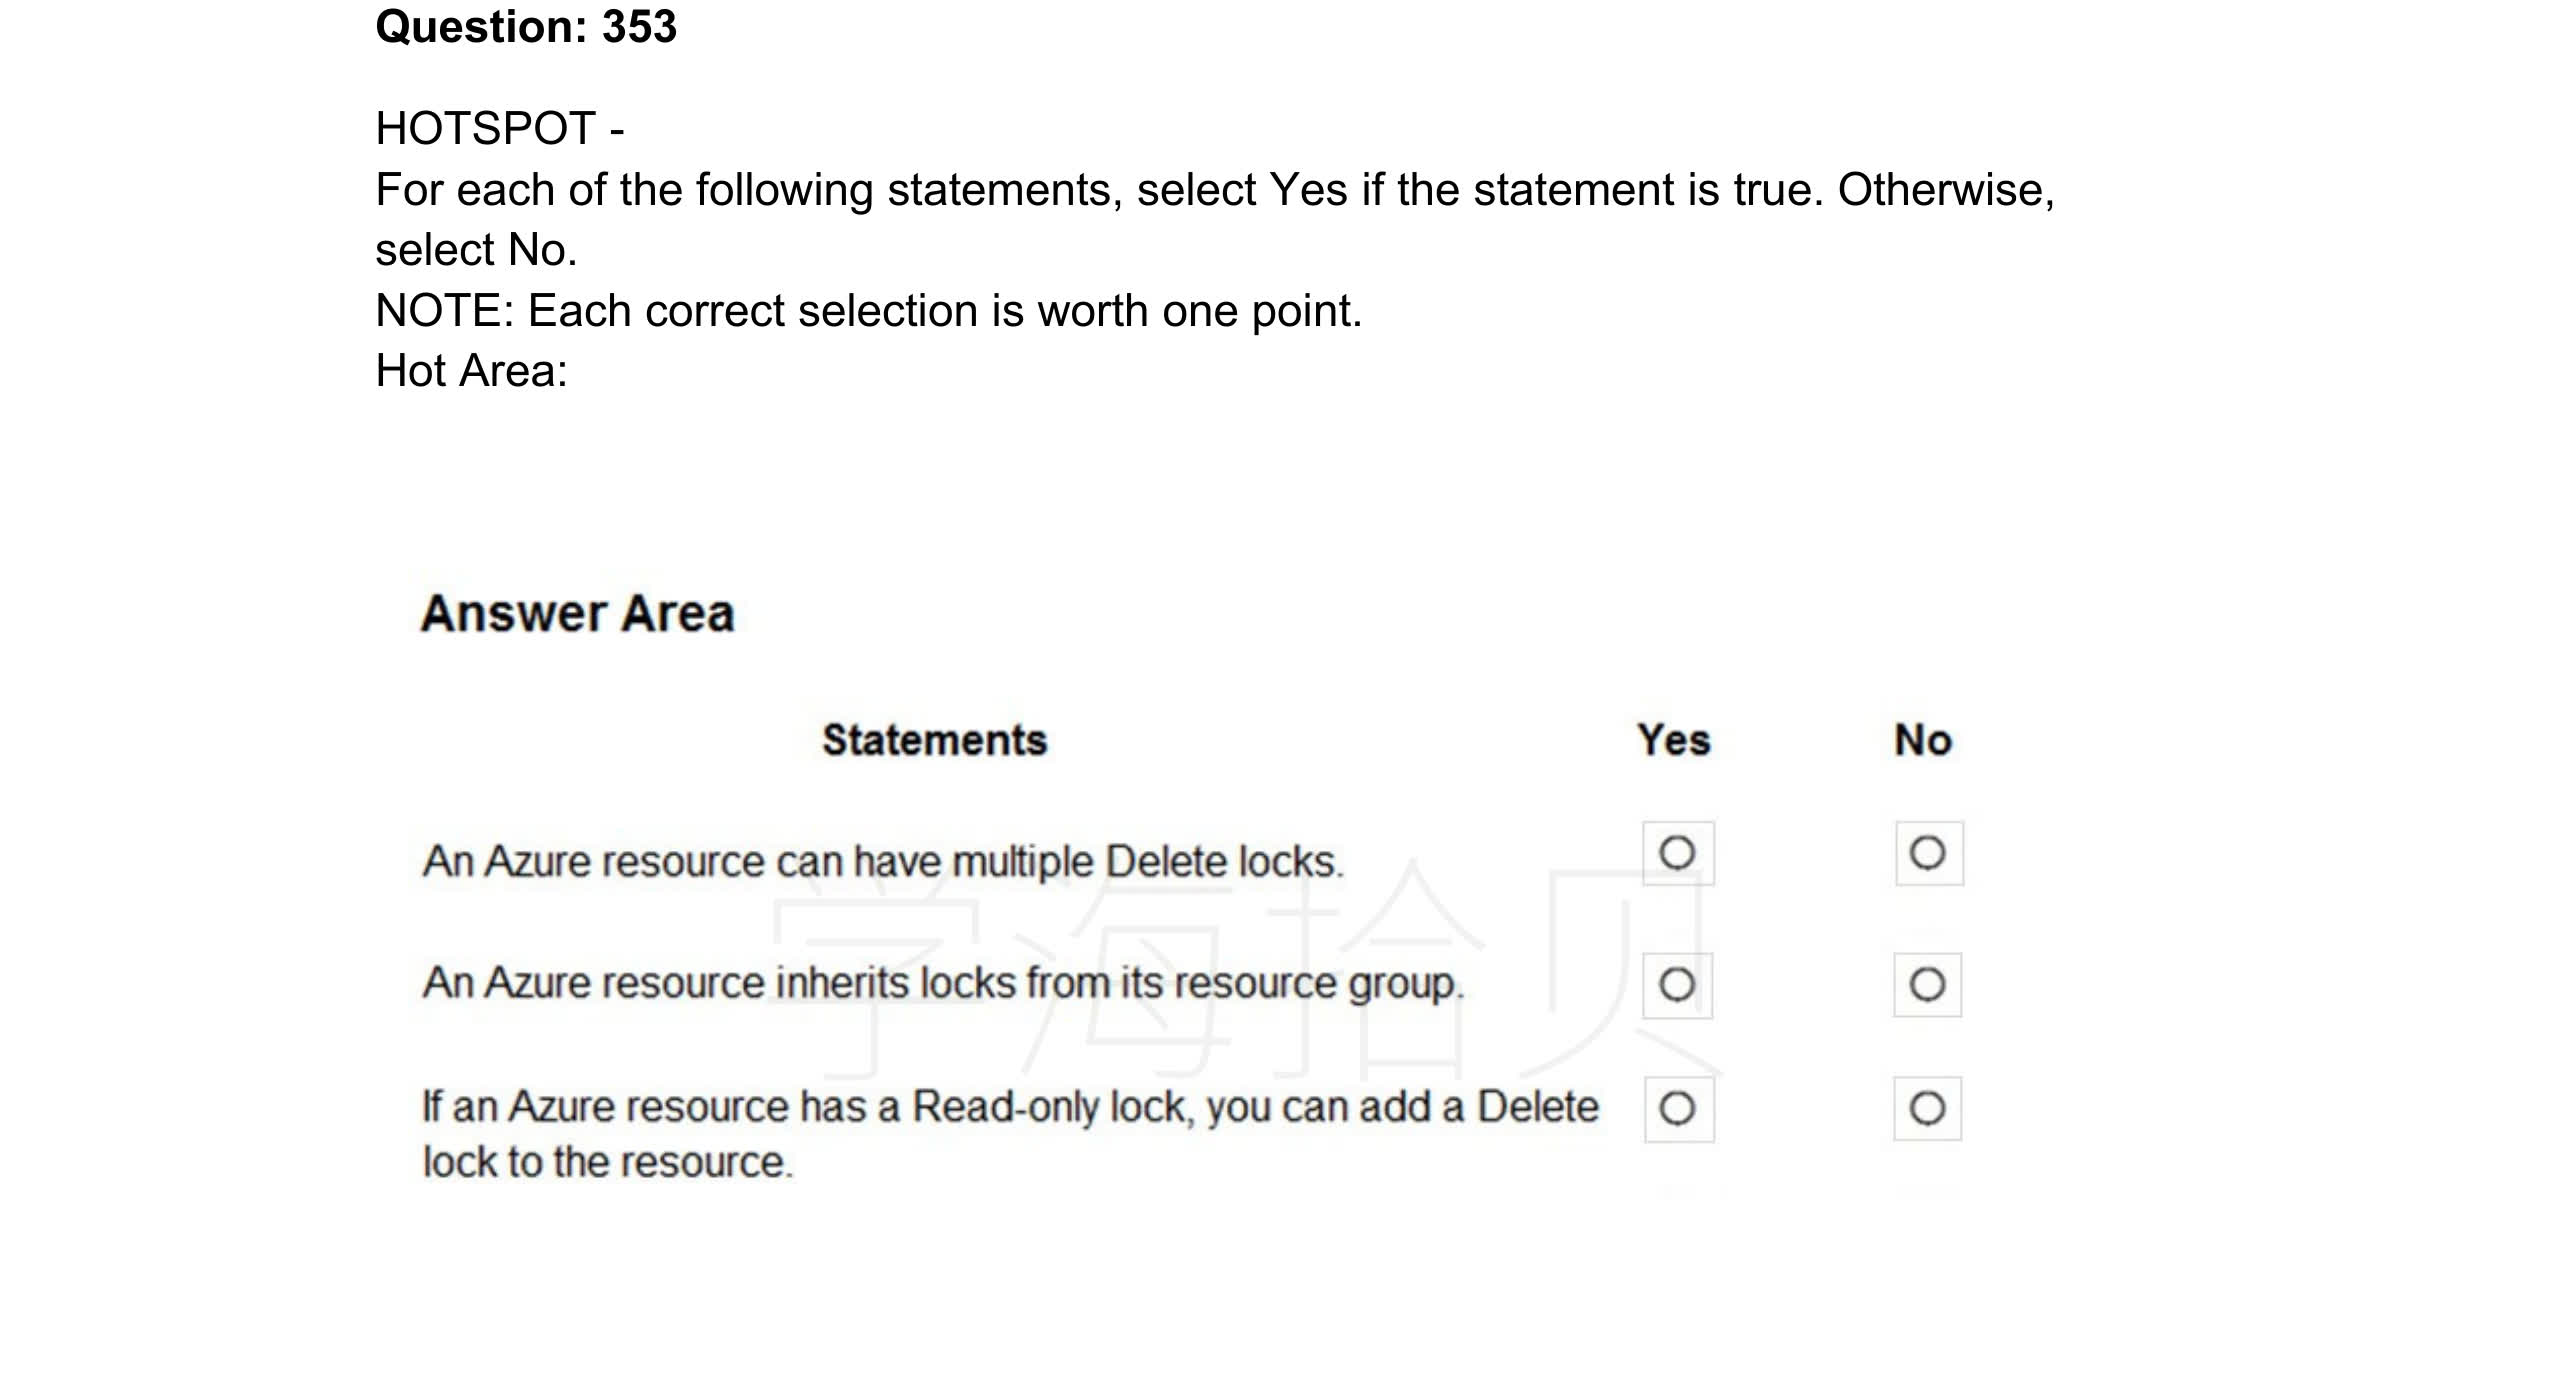 Question: 353
HOTSPOT -
For each of the following statements, select Yes if the statement is true. Otherwise,
select No.
NOTE: Each correct selection is worth one point.
Hot Area:
Answer Area
Statements Yes No
An Azure resource can have multiple Delete locks.
An Azure resource inherits locks from its resource group.
学海拾贝
If an Azure resource has a Read-only lock, you can add a Delete
lock to the resource.